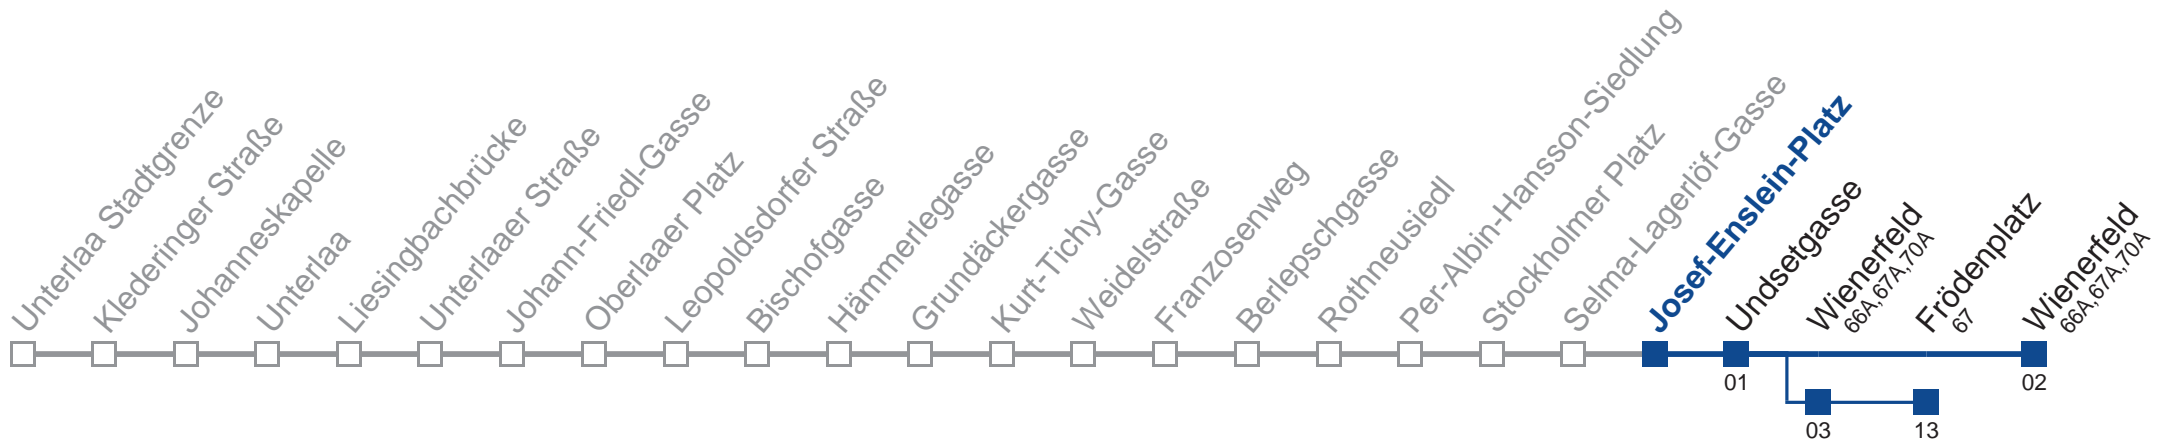 Unterlaa Stadtgrenze
Klederinger Straße
Johanneskapelle
Unterlaa
Liesingbachbrücke
Unterlaaer Straße
Johann-Friedl-Gasse
Oberlaaer Platz
Leopoldsdorfer Straße
Bischofgasse
Hämmerlegasse
Grundäckergasse
Kurt-Tichy-Gasse
Weidelstraße
Franzosenweg
Berlepschgasse
Rothneusiedl
Per-Albin-Hansson-Siedlung
Stockholmer Platz
Selma-Lagerlöf-Gasse
Josef-Enslein-Platz
Undsetgasse
Wienerfeld
66A,67A,70A
Frödenplatz
67
Wienerfeld
66A,67A,70A
01
02
03
13